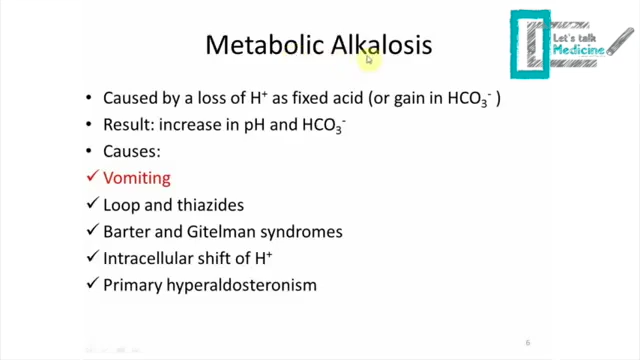 Let's talk
Medicine
Metabolic Alkalosis
• Caused by a loss of H⁺ as fixed acid (or gain in HCO₃⁻ )
• Result: increase in pH and HCO₃⁻
• Causes:
✓ Vomiting
✓ Loop and thiazides
✓ Barter and Gitelman syndromes
✓ Intracellular shift of H⁺
✓ Primary hyperaldosteronism
6